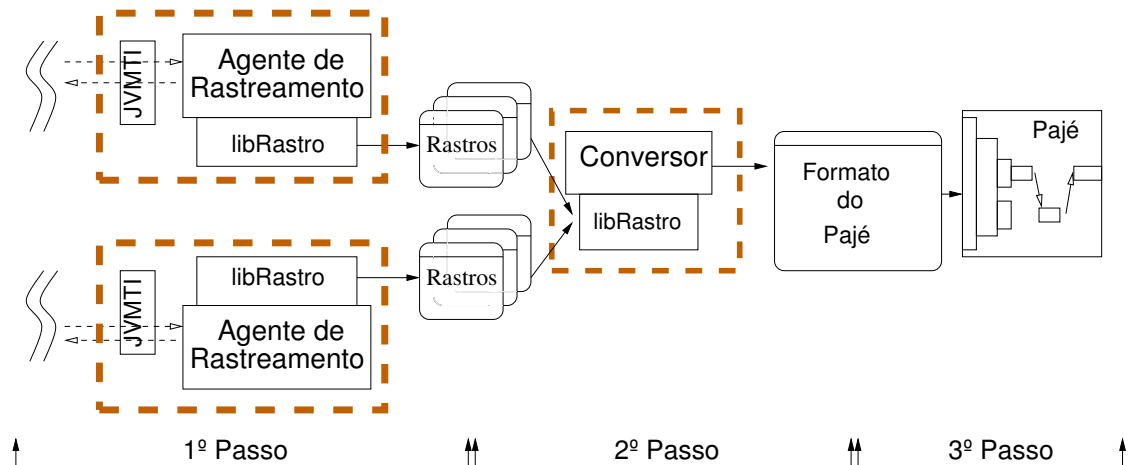 JVMTI
Agente de
Rastreamento
libRastro
Rastros
Conversor
libRastro
Formato
do
Pajé
Pajé
libRastro
Rastros
JVMTI
Agente de
Rastreamento
1º Passo
2º Passo
3º Passo